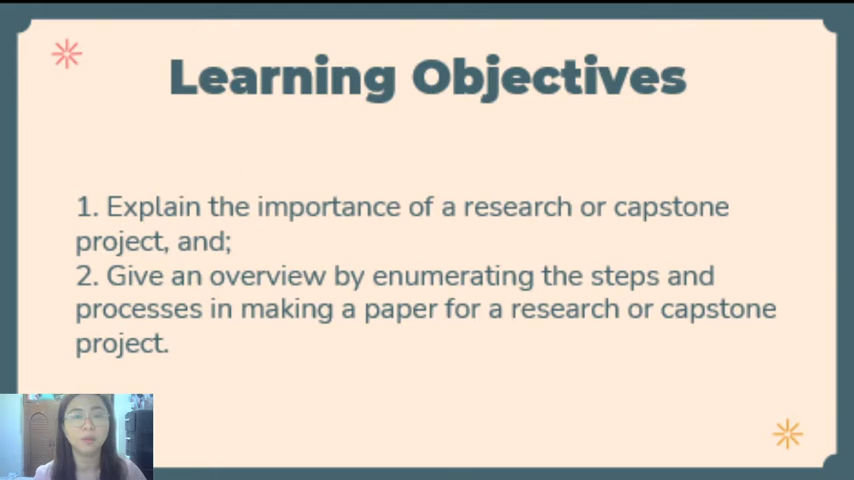 Learning Objectives
1. Explain the importance of a research or capstone
project, and;
2. Give an overview by enumerating the steps and
processes in making a paper for a research or capstone
project.